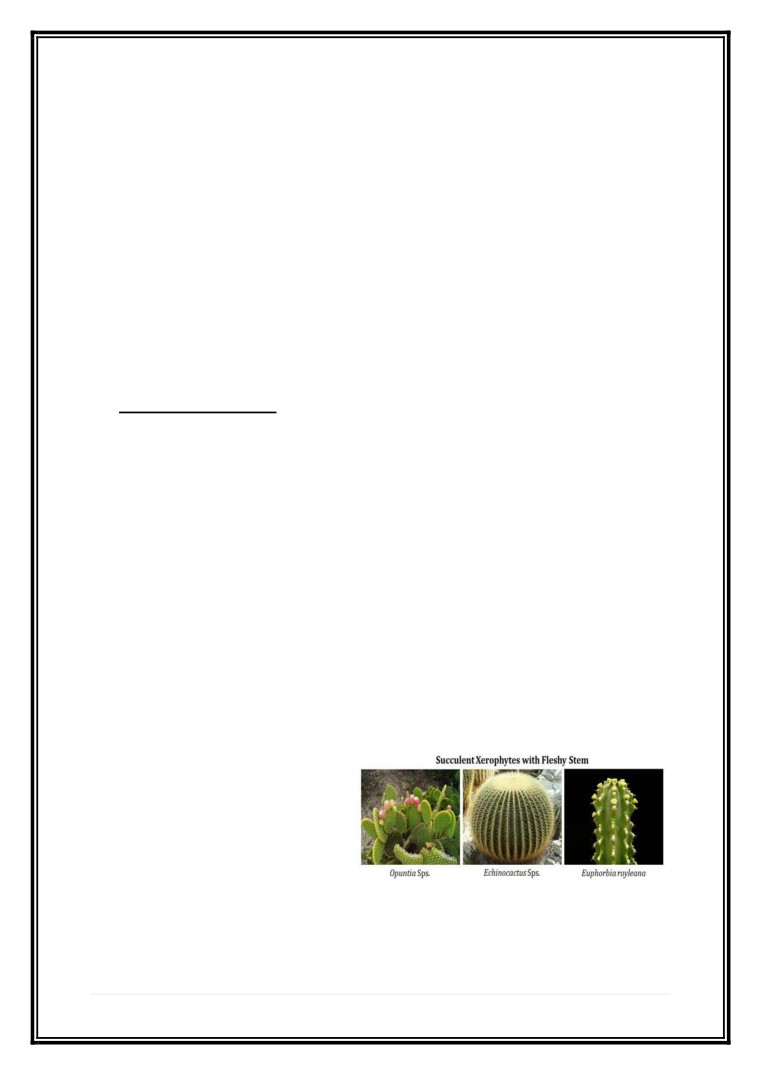 Succulent Xerophytes with Fleshy Stem
Opuntia Sps. Echinocactus Sps. Euphorbia royleana